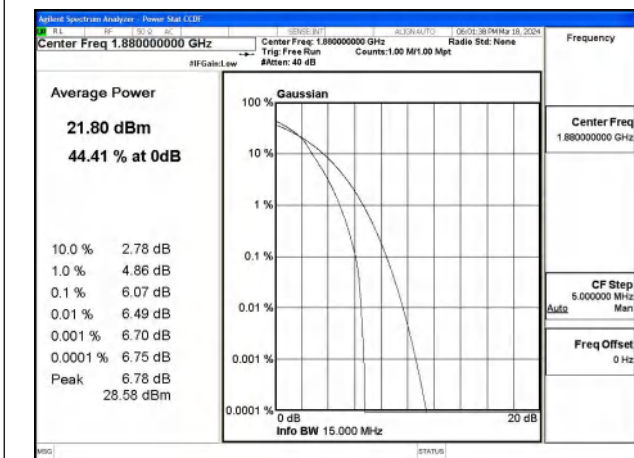 Agilent Spectrum Analyzer - Power Stat CCDF
RL RF 50 Ω AC SENSE:INT ALIGN AUTO 06:01:38 PM Mar 18, 2024
Center Freq 1.880000000 GHz
Center Freq: 1.880000000 GHz Radio Std: None
Trig: Free Run Counts:1.00 M/1.00 Mpt
#IFGain:Low #Atten: 40 dB
Frequency
Average Power
21.80 dBm
44.41 % at 0dB
10.0 % 2.78 dB
1.0 % 4.86 dB
0.1 % 6.07 dB
0.01 % 6.49 dB
0.001 % 6.70 dB
0.0001 % 6.75 dB
Peak 6.78 dB
28.58 dBm
Gaussian
100 %
10 %
1 %
0.1 %
0.01 %
0.001 %
0.0001 %
0 dB 20 dB
Info BW 15.000 MHz
Center Freq
1.880000000 GHz
CF Step
5.000000 MHz
Auto Man
Freq Offset
0 Hz
MSG STATUS